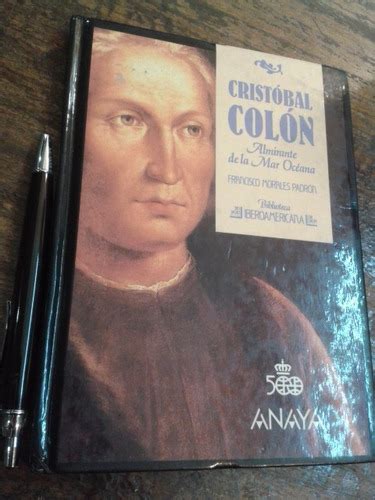 CRISTÓBAL
COLÓN
Almirante
de la Mar Océana
FRANCISCO MORALES PADRÓN
Biblioteca
IBEROAMERICANA
500
ANAYA